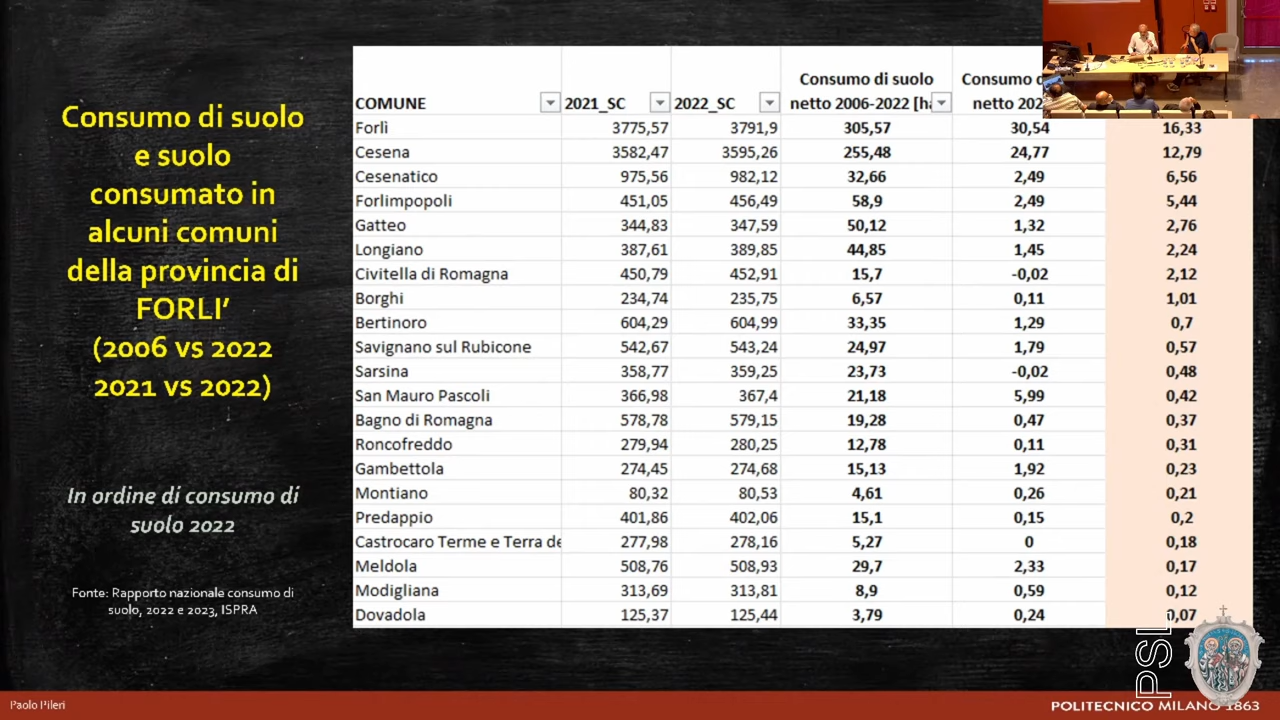 Consumo di suolo
e suolo
consumato in
alcuni comuni
della provincia di
FORLI'
(2006 vs 2022
2021 vs 2022)
In ordine di consumo di
suolo 2022
Fonte: Rapporto nazionale consumo di
suolo, 2022 e 2023, ISPRA
Consumo di suolo Consumo
COMUNE 2021_SC 2022_SC netto 2006-2022 netto
Forlì 3775,57 3791,9 305,57 30,54 16,33
Cesena 3582,47 3595,26 255,48 24,77 12,79
Cesenatico 975,56 982,12 32,66 2,49 6,56
Forlimpopoli 451,05 456,49 58,9 2,49 5,44
Gatteo 344,83 347,59 50,12 1,32 2,76
Longiano 387,61 389,85 44,85 1,45 2,24
Civitella di Romagna 450,79 452,91 15,7 -0,02 2,12
Borghi 234,74 235,75 6,57 0,11 1,01
Bertinoro 604,29 604,99 33,35 1,29 0,7
Savignano sul Rubicone 542,67 543,24 24,97 1,79 0,57
Sarsina 358,77 359,25 23,73 -0,02 0,48
San Mauro Pascoli 366,98 367,4 21,18 5,99 0,42
Bagno di Romagna 578,78 579,15 19,28 0,47 0,37
Roncofreddo 279,94 280,25 12,78 0,11 0,31
Gambettola 274,45 274,68 15,13 1,92 0,23
Montiano 80,32 80,53 4,61 0,26 0,21
Predappio 401,86 402,06 15,1 0,15 0,2
Castrocaro Terme e Terra de 277,98 278,16 5,27 0 0,18
Meldola 508,76 508,93 29,7 2,33 0,17
Modigliana 313,69 313,81 8,9 0,59 0,12
Dovadola 125,37 125,44 3,79 0,24 0,07
PSL
Paolo Pileri
POLITECNICO MILANO 1863